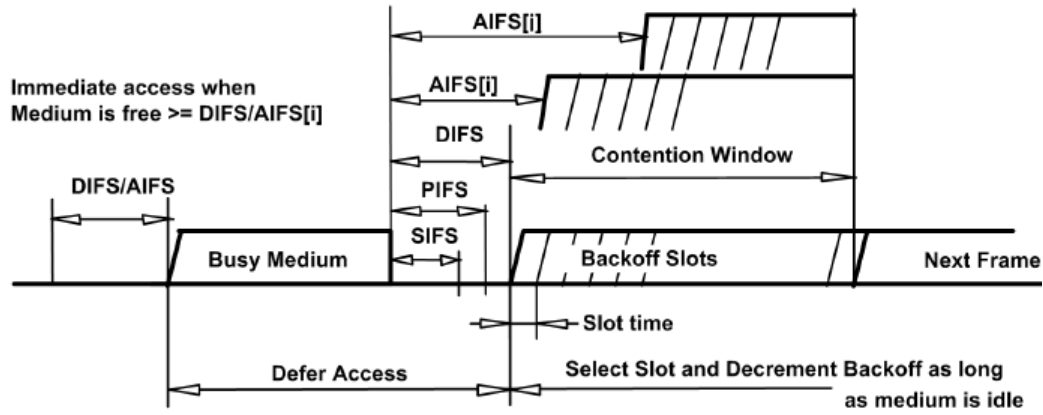 AIFS[i]
AIFS[i]
Immediate access when
Medium is free >= DIFS/AIFS[i]
DIFS
Contention Window
DIFS/AIFS
PIFS
SIFS
Busy Medium
Backoff Slots
Next Frame
Slot time
Defer Access
Select Slot and Decrement Backoff as long
as medium is idle